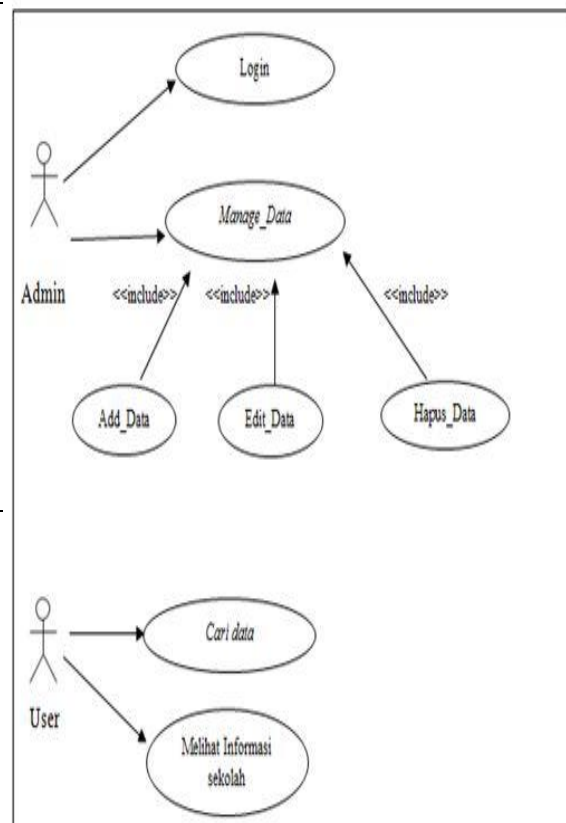 Login
Manage_Data
Admin
<<include>> <<include>> <<include>>
Add_Data Edit_Data Hapus_Data
Cari data
User
Melihat Informasi
sekolah